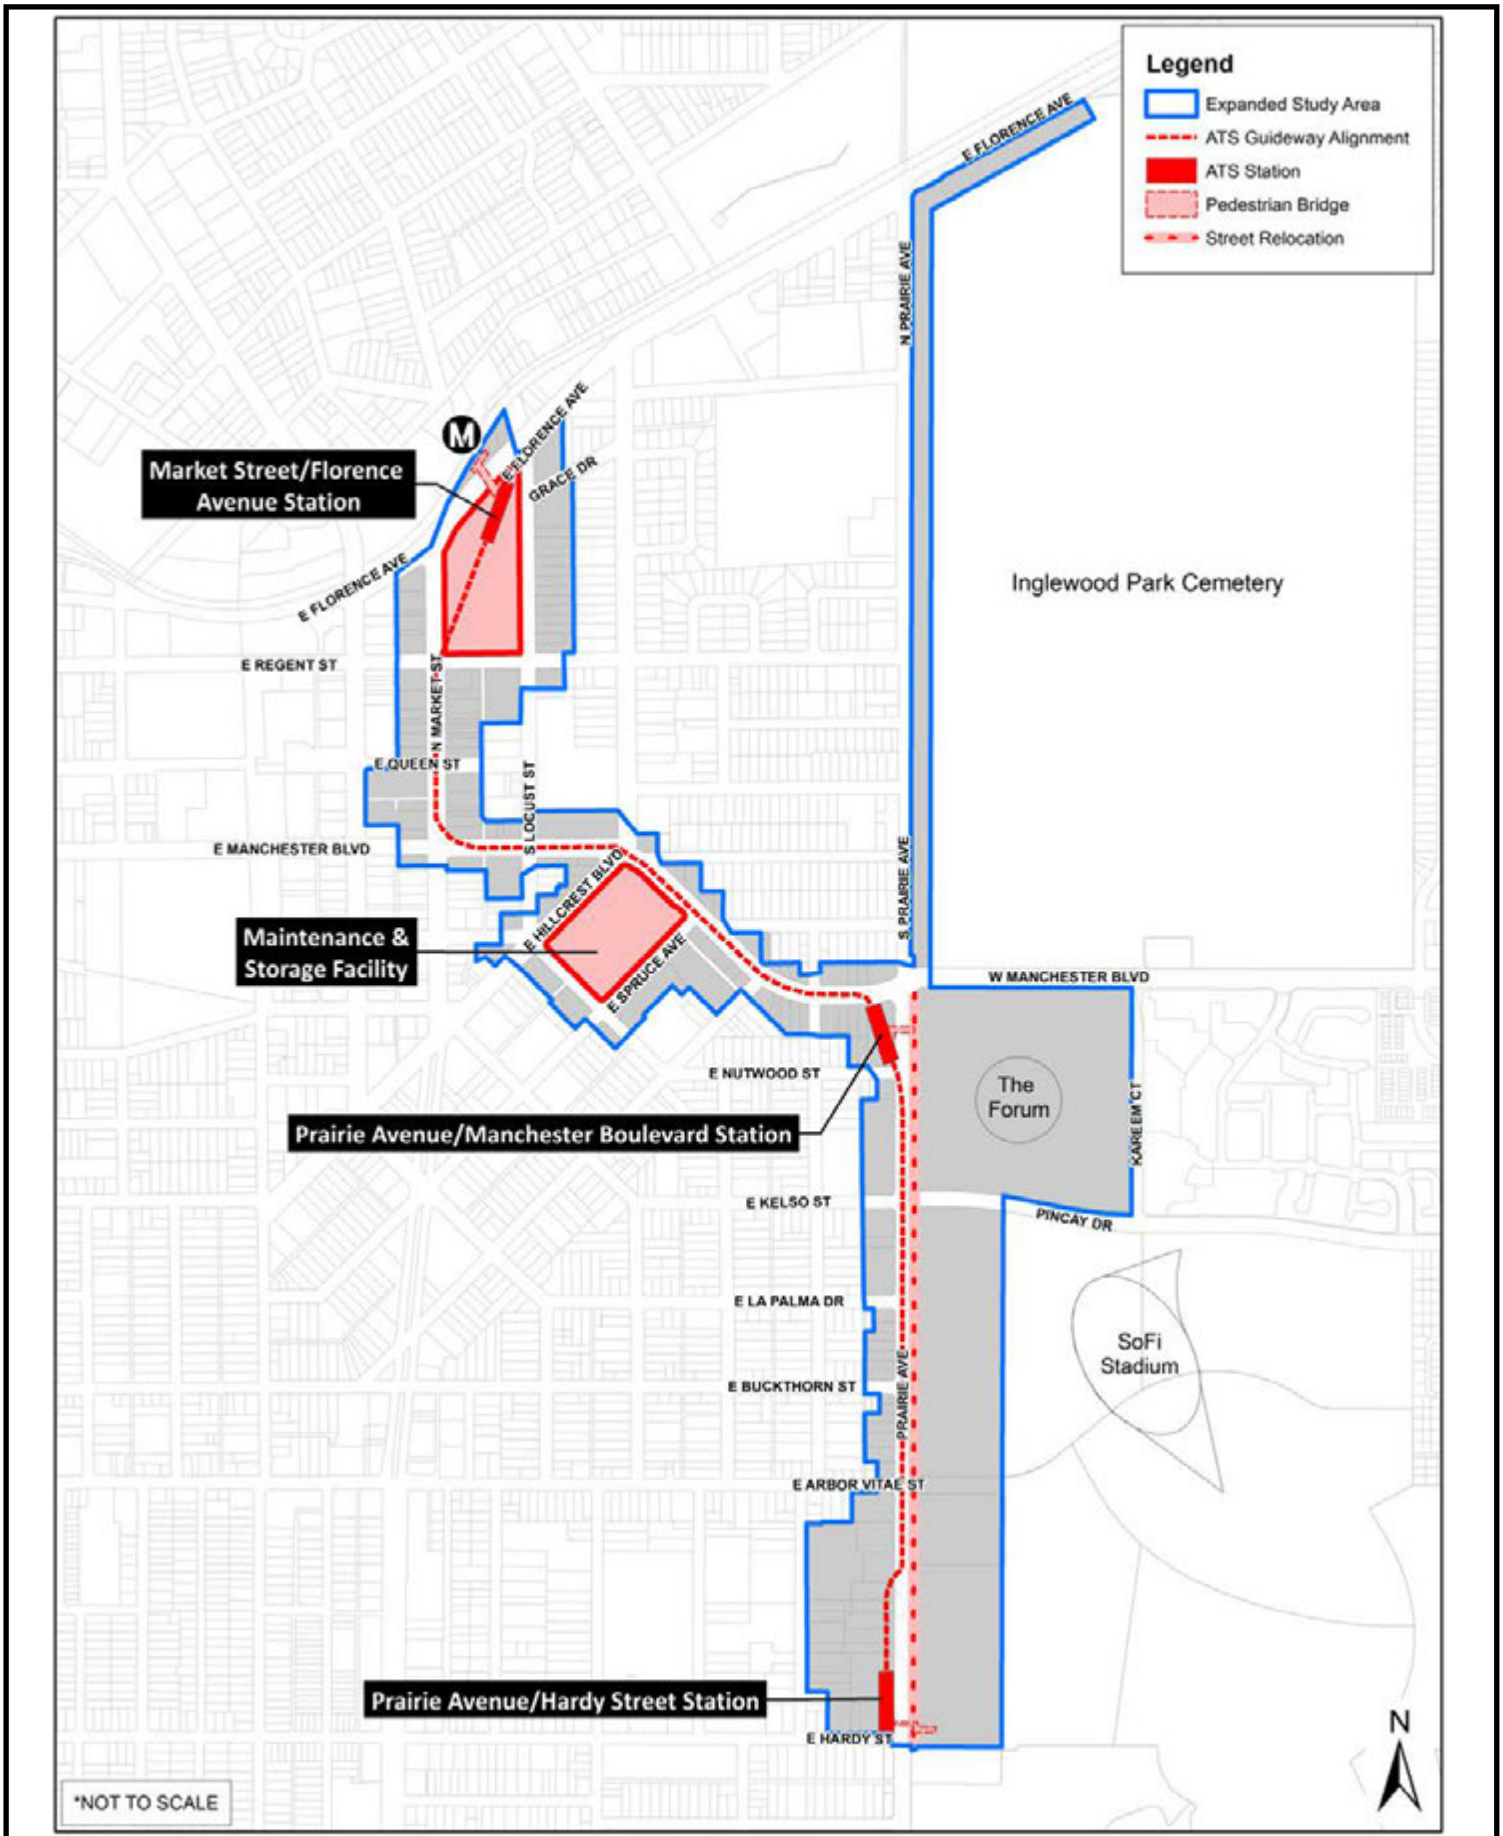 Legend
Expanded Study Area
ATS Guideway Alignment
ATS Station
Pedestrian Bridge
Street Relocation
E FLORENCE AVE
N PRAIRIE AVE
E FLORENCE AVE
M
Market Street/Florence
Avenue Station
GRACE DR
E FLORENCE AVE
Inglewood Park Cemetery
E REGENT ST
N MARKET ST
E QUEEN ST
S LOCUST ST
E MANCHESTER BLVD
S PRAIRIE AVE
E HILLCREST BLVD
Maintenance &
Storage Facility
E SPRUCE AVE
W MANCHESTER BLVD
E NUTWOOD ST
The
Forum
KAREEM CT
Prairie Avenue/Manchester Boulevard Station
E KELSO ST
PINCAY DR
E LA PALMA DR
SoFi
Stadium
E BUCKTHORN ST
PRAIRIE AVE
E ARBOR VITAE ST
Prairie Avenue/Hardy Street Station
E HARDY ST
N
*NOT TO SCALE